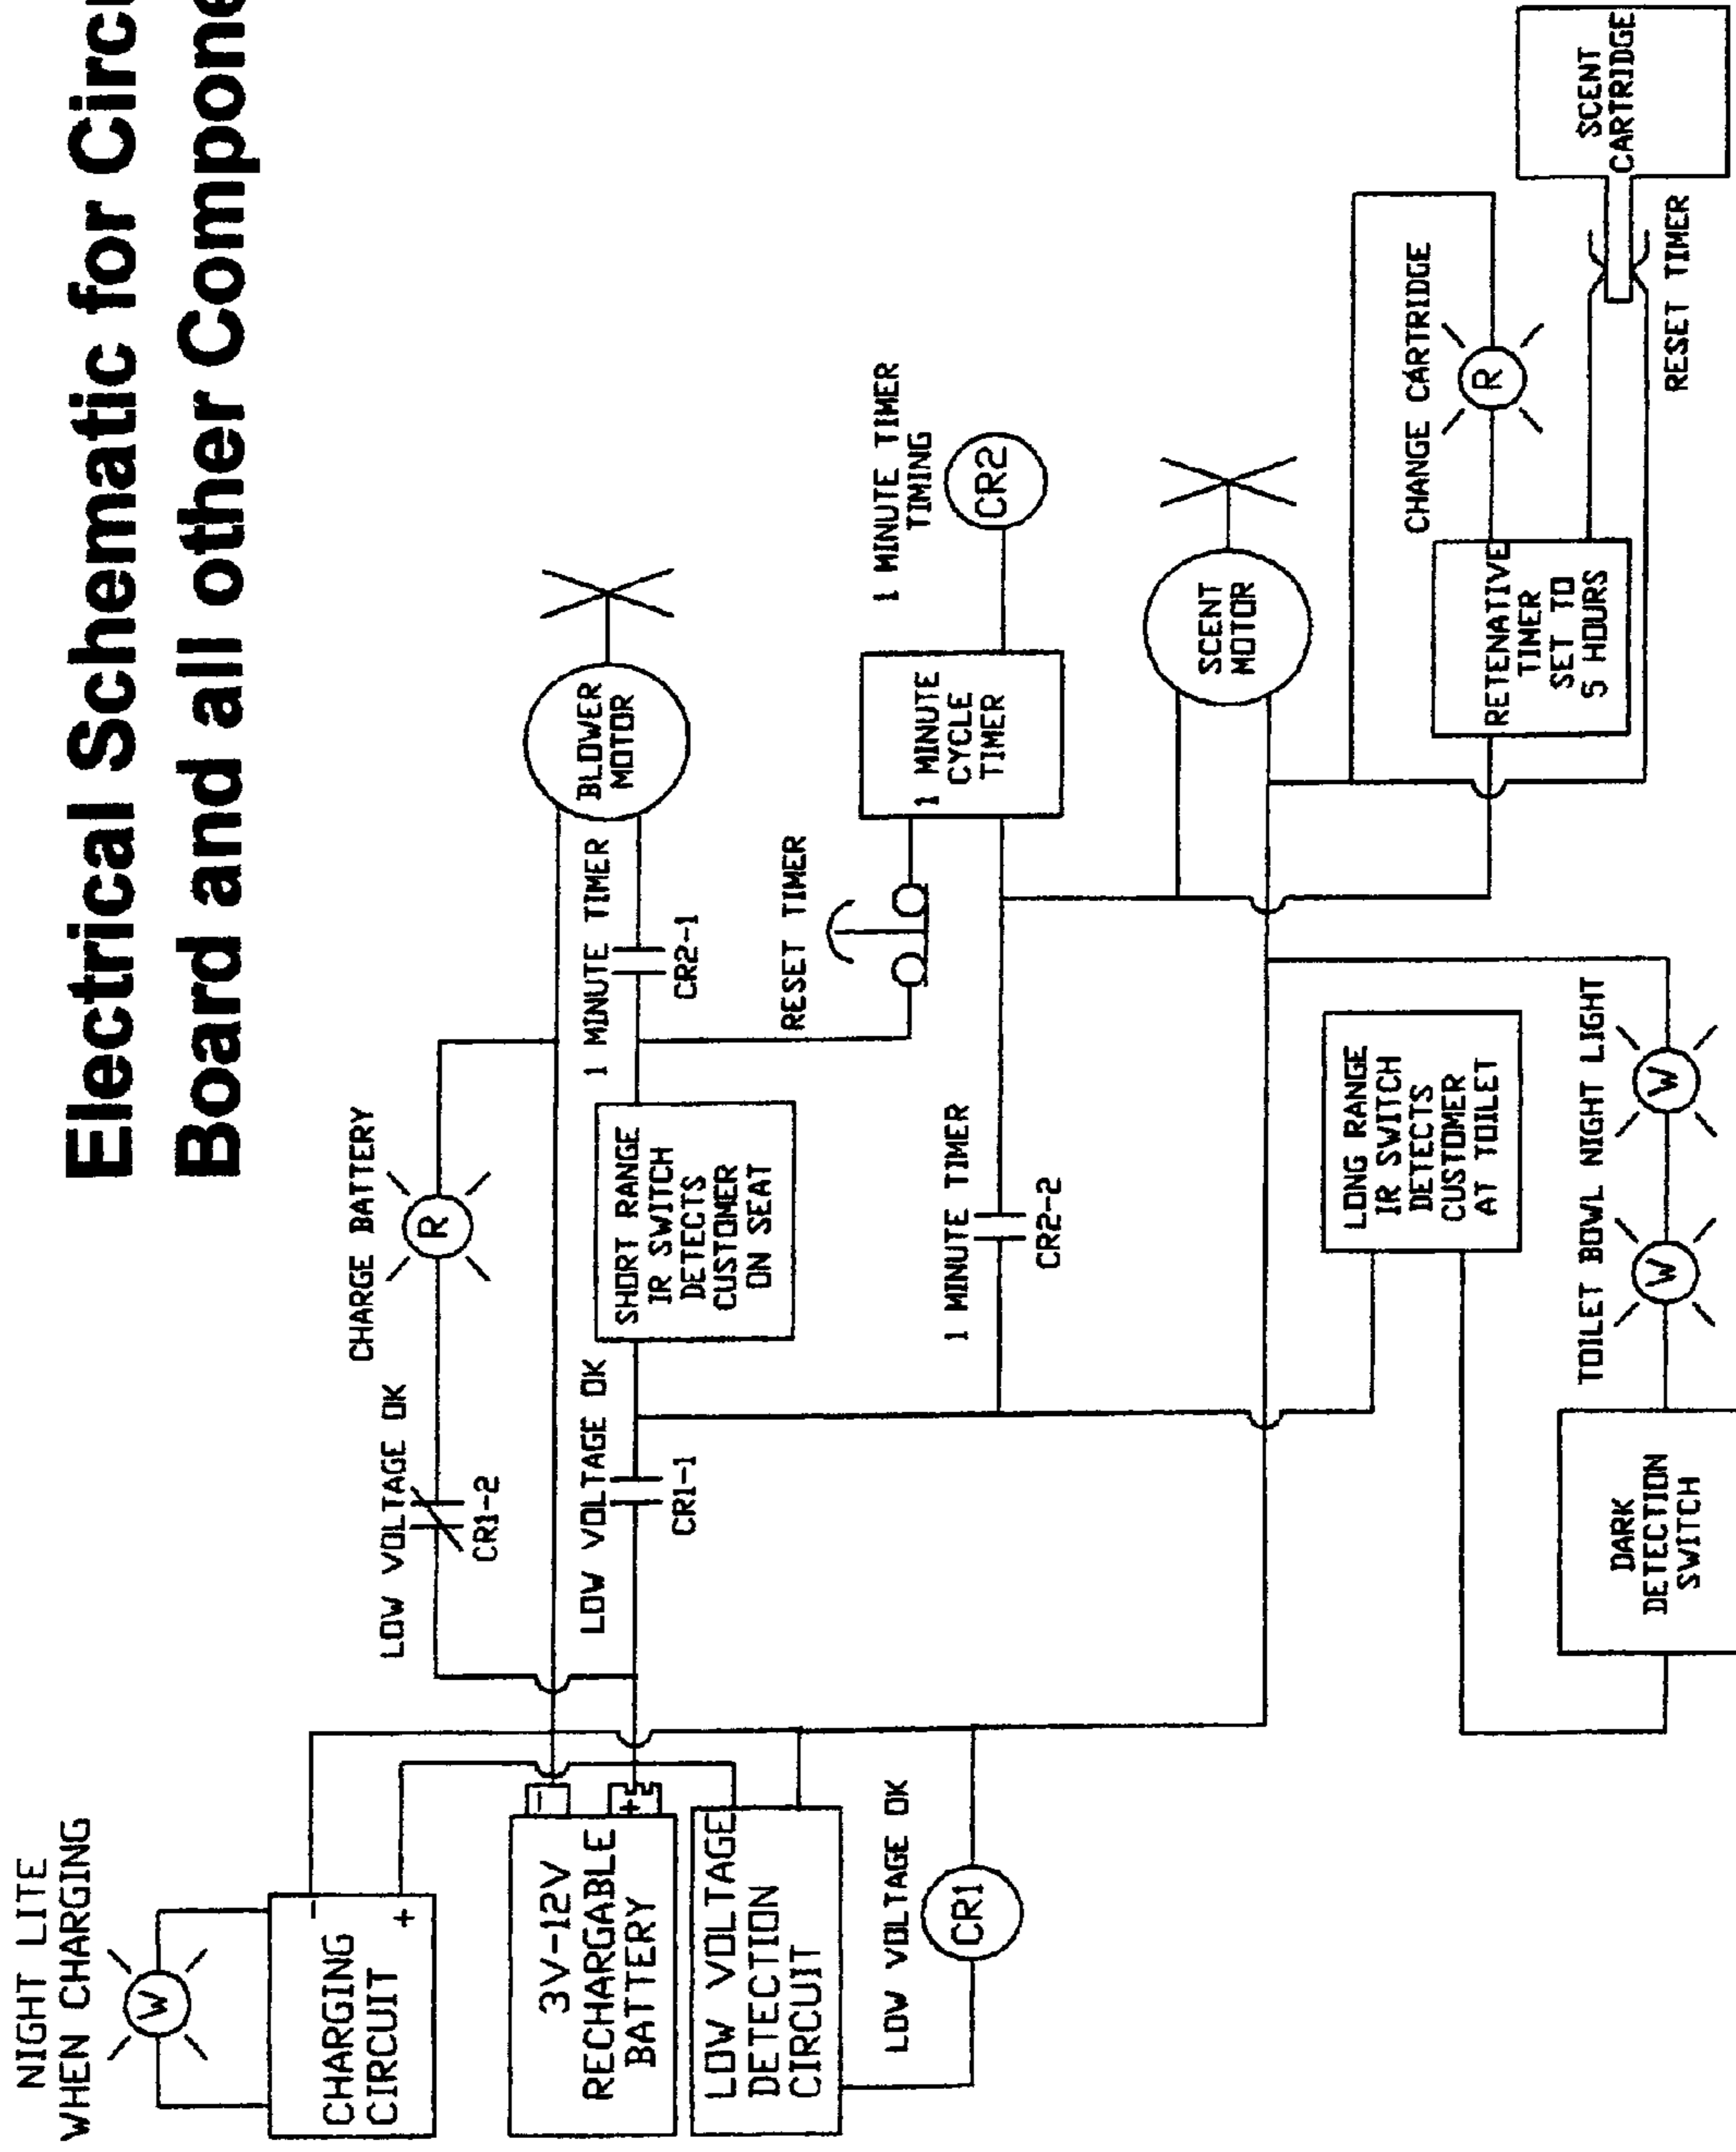 Electrical Schematic for Circ
Board and all other Compone
NIGHT LITE
WHEN CHARGING
W
CHARGING
CIRCUIT
-
+
3V-12V
RECHARGABLE
BATTERY
-
+
LOW VOLTAGE
DETECTION
CIRCUIT
LOW VOLTAGE OK
CR1
LOW VOLTAGE OK
CR1-2
CHARGE BATTERY
R
LOW VOLTAGE OK
CR1-1
SHORT RANGE
IR SWITCH
DETECTS
CUSTOMER
ON SEAT
1 MINUTE TIMER
CR2-1
BLOWER
MOTOR
RESET TIMER
1 MINUTE
CYCLE
TIMER
1 MINUTE TIMER
TIMING
CR2
1 MINUTE TIMER
CR2-2
SCENT
MOTOR
LONG RANGE
IR SWITCH
DETECTS
CUSTOMER
AT TOILET
DARK
DETECTION
SWITCH
TOILET BOWL NIGHT LIGHT
W
W
RETENATIVE
TIMER
SET TO
5 HOURS
CHANGE CARTRIDGE
R
RESET TIMER
SCENT
CARTRIDGE